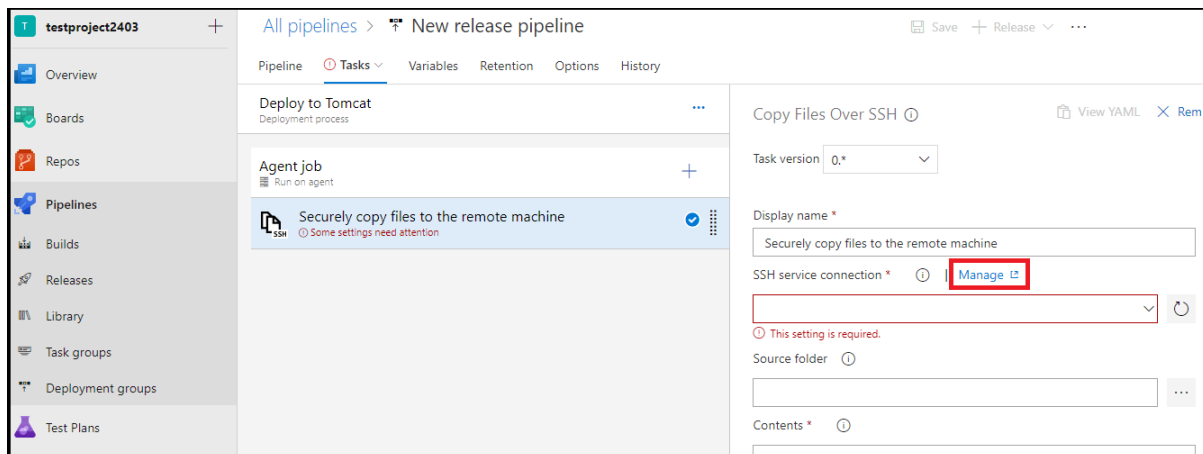 T testproject2403 +
Overview
Boards
Repos
Pipelines
Builds
Releases
Library
Task groups
Deployment groups
Test Plans
All pipelines > New release pipeline
Save + Release ...
Pipeline Tasks Variables Retention Options History
Deploy to Tomcat ...
Deployment process
Agent job +
Run on agent
SSH Securely copy files to the remote machine
Some settings need attention
Copy Files Over SSH View YAML Rem
Task version 0.*
Display name *
Securely copy files to the remote machine
SSH service connection * | Manage
This setting is required.
Source folder
...
Contents *